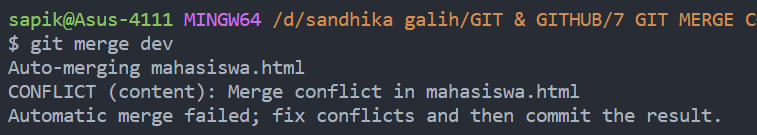 sapik@Asus-4111 MINGW64 /d/sandhika galih/GIT & GITHUB/7 GIT MERGE
$ git merge dev
Auto-merging mahasiswa.html
CONFLICT (content): Merge conflict in mahasiswa.html
Automatic merge failed; fix conflicts and then commit the result.